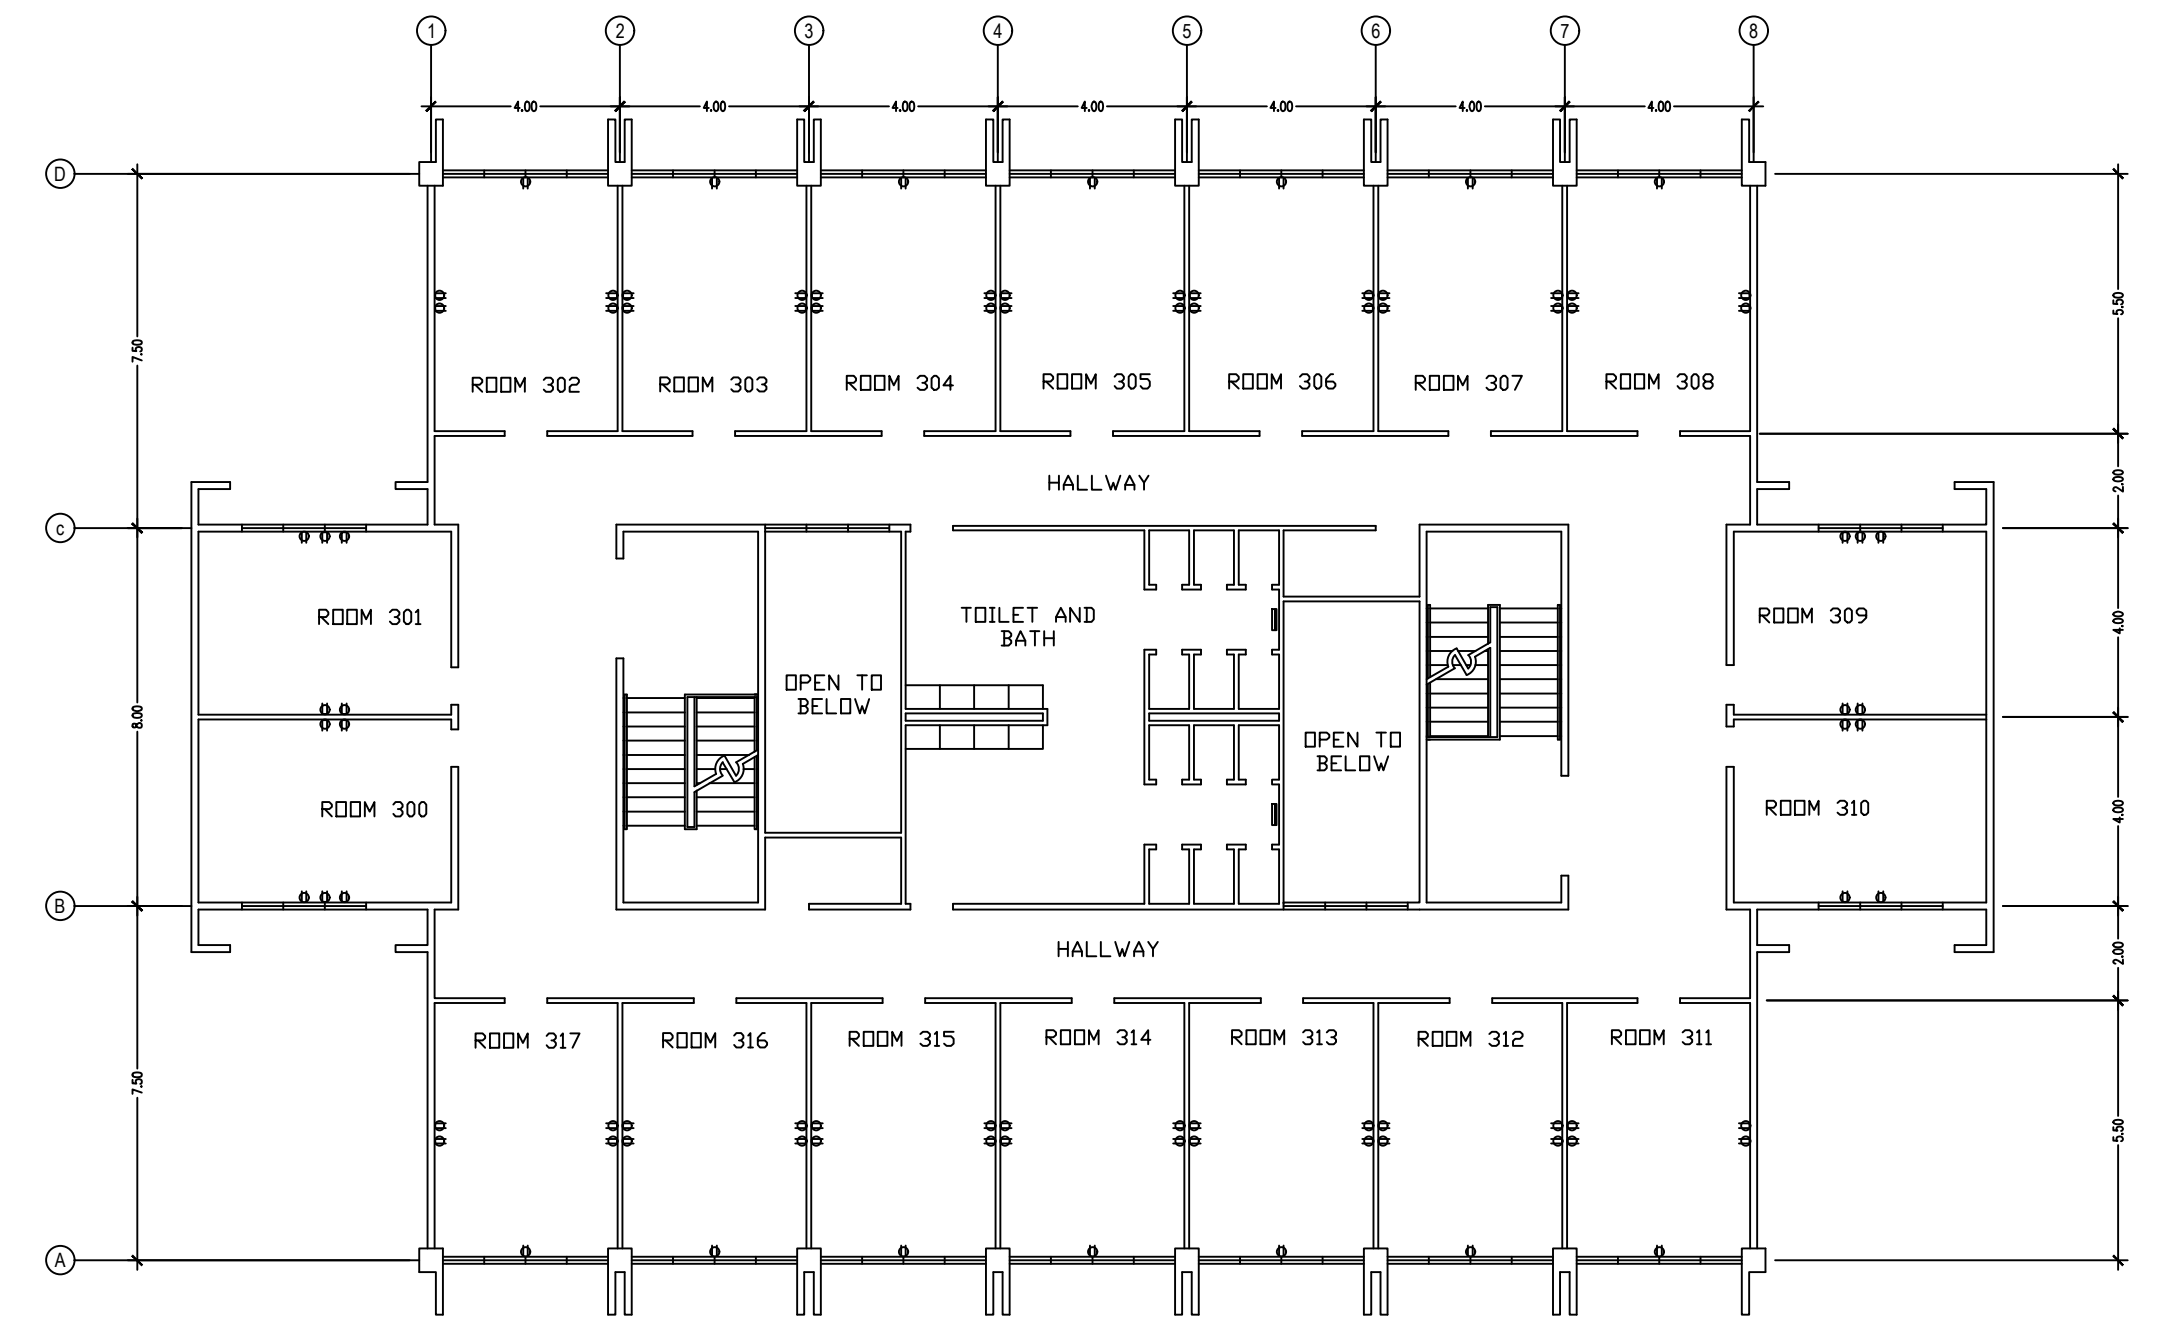 1 2 3 4 5 6 7 8
4.00 4.00 4.00 4.00 4.00 4.00 4.00
D
7.50
5.50
ROOM 302 ROOM 303 ROOM 304 ROOM 305 ROOM 306 ROOM 307 ROOM 308
HALLWAY
2.00
c
ROOM 301
TOILET AND
BATH
ROOM 309
4.00
OPEN TO
BELOW
8.00
OPEN TO
BELOW
ROOM 300
ROOM 310
4.00
B
HALLWAY
2.00
ROOM 317 ROOM 316 ROOM 315 ROOM 314 ROOM 313 ROOM 312 ROOM 311
7.50
5.50
A